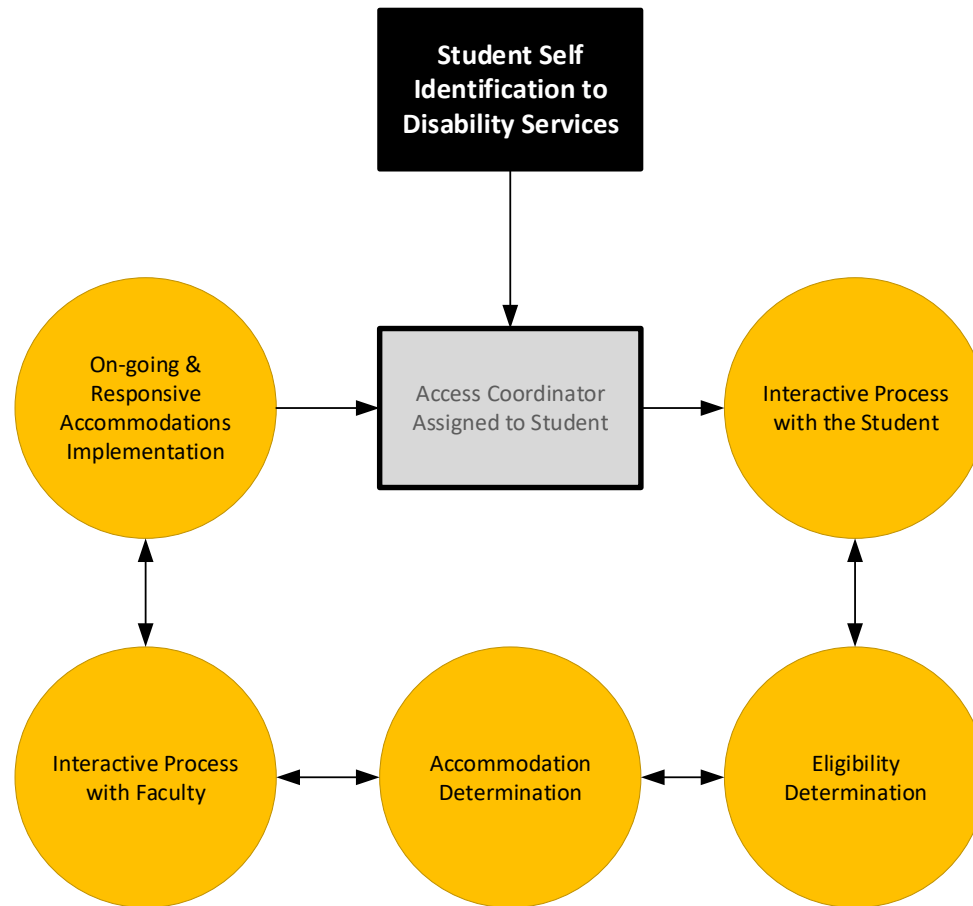 Student Self
Identification to
Disability Services
On-going &
Responsive
Accommodations
Implementation
Access Coordinator
Assigned to Student
Interactive Process
with the Student
Interactive Process
with Faculty
Accommodation
Determination
Eligibility
Determination